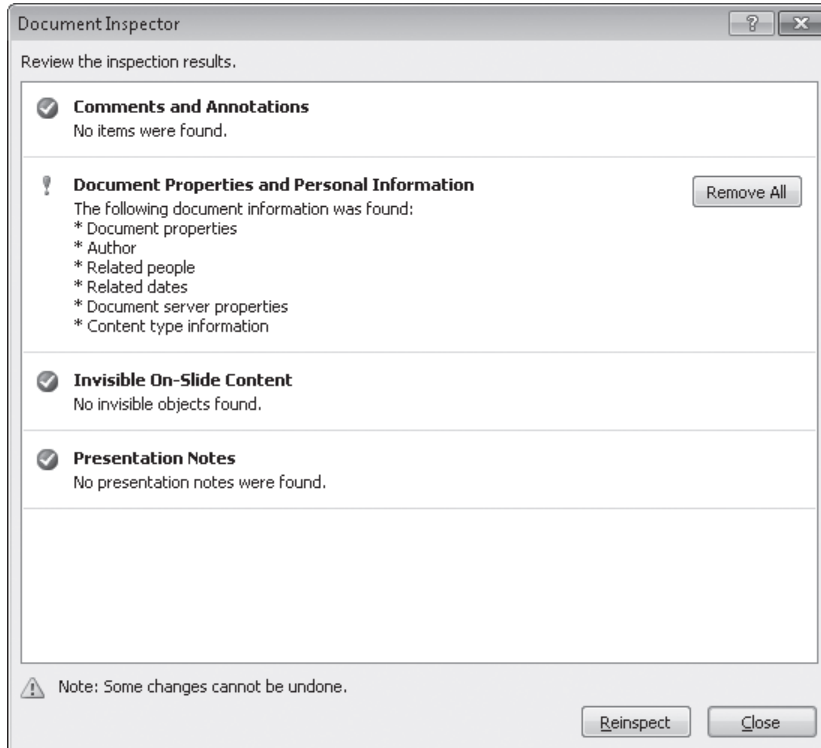 Document Inspector
Review the inspection results.
Comments and Annotations
No items were found.
Document Properties and Personal Information
Remove All
The following document information was found:
* Document properties
* Author
* Related people
* Related dates
* Document server properties
* Content type information
Invisible On-Slide Content
No invisible objects found.
Presentation Notes
No presentation notes were found.
Note: Some changes cannot be undone.
Reinspect
Close